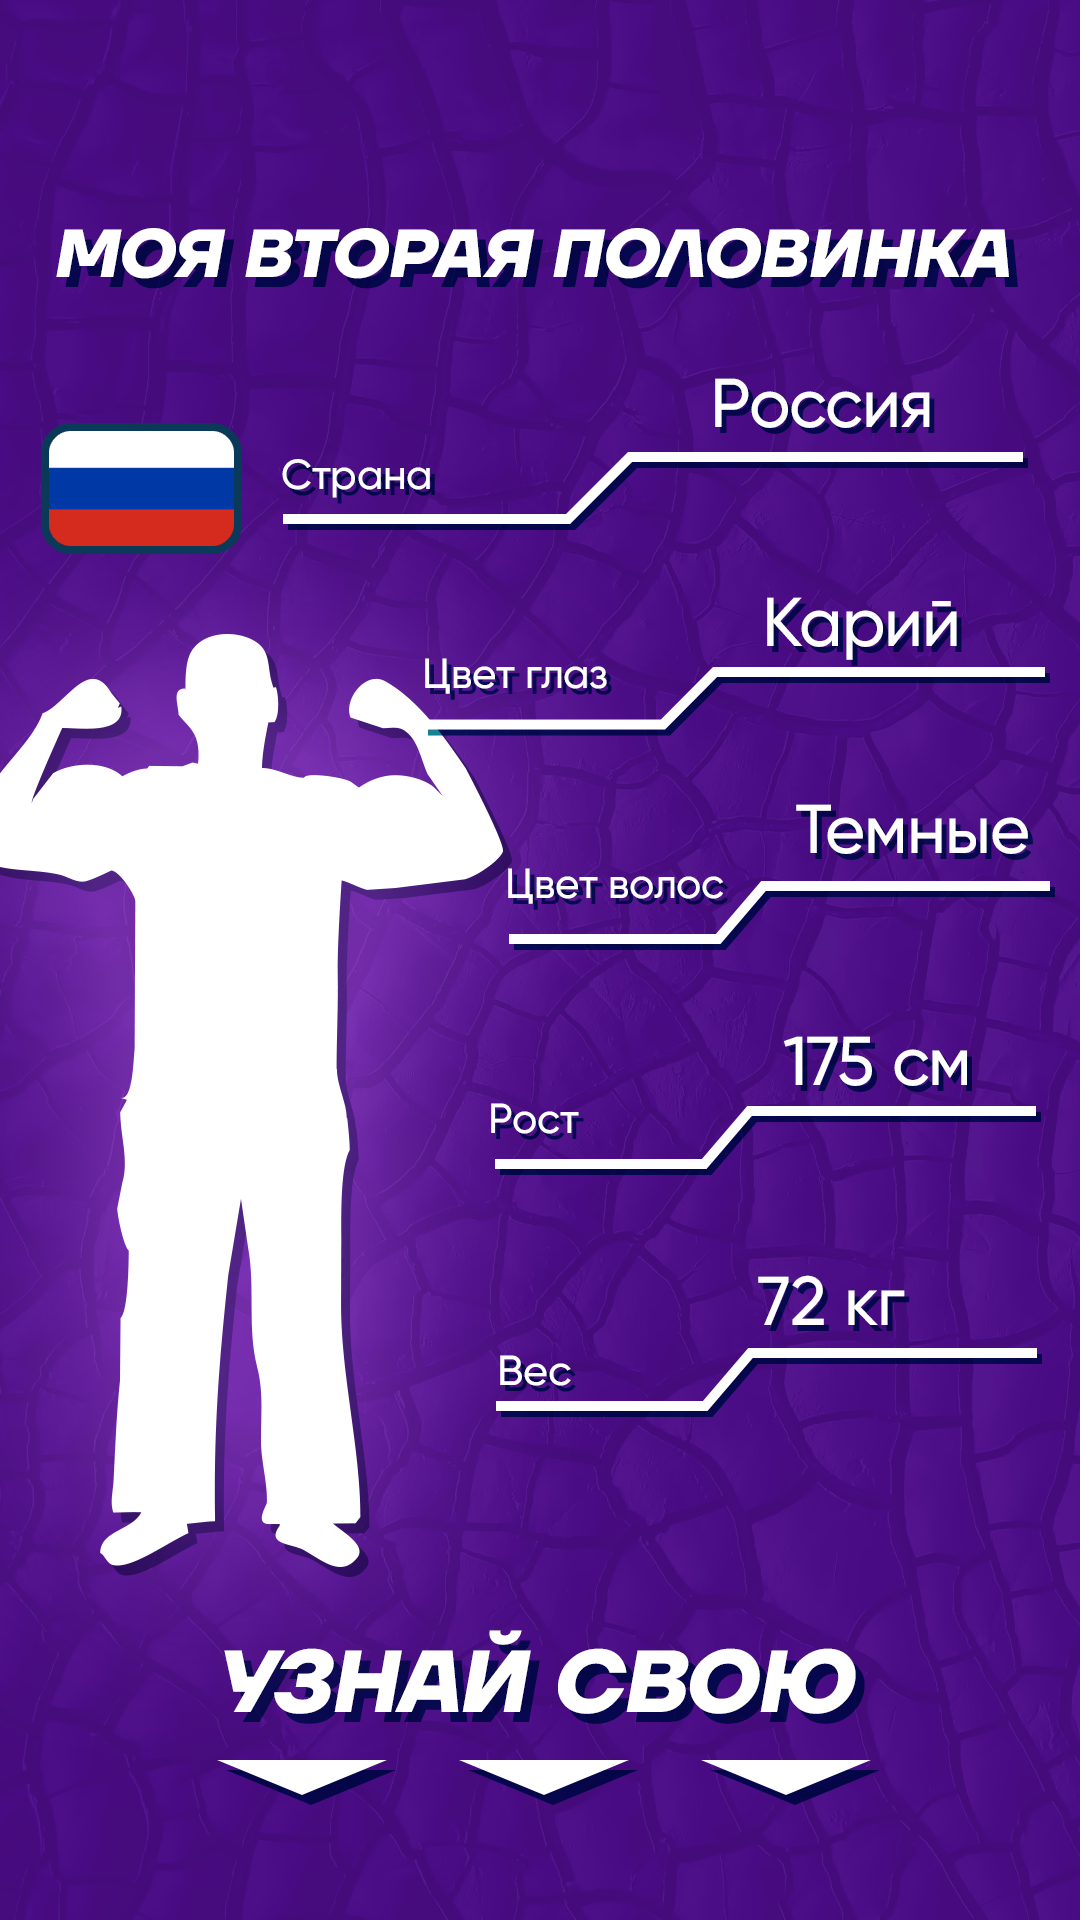 МОЯ ВТОРАЯ ПОЛОВИНКА
Россия
Страна
Карий
Цвет глаз
Темные
Цвет волос
175 см
Рост
72 кг
Вес
УЗНАЙ СВОЮ